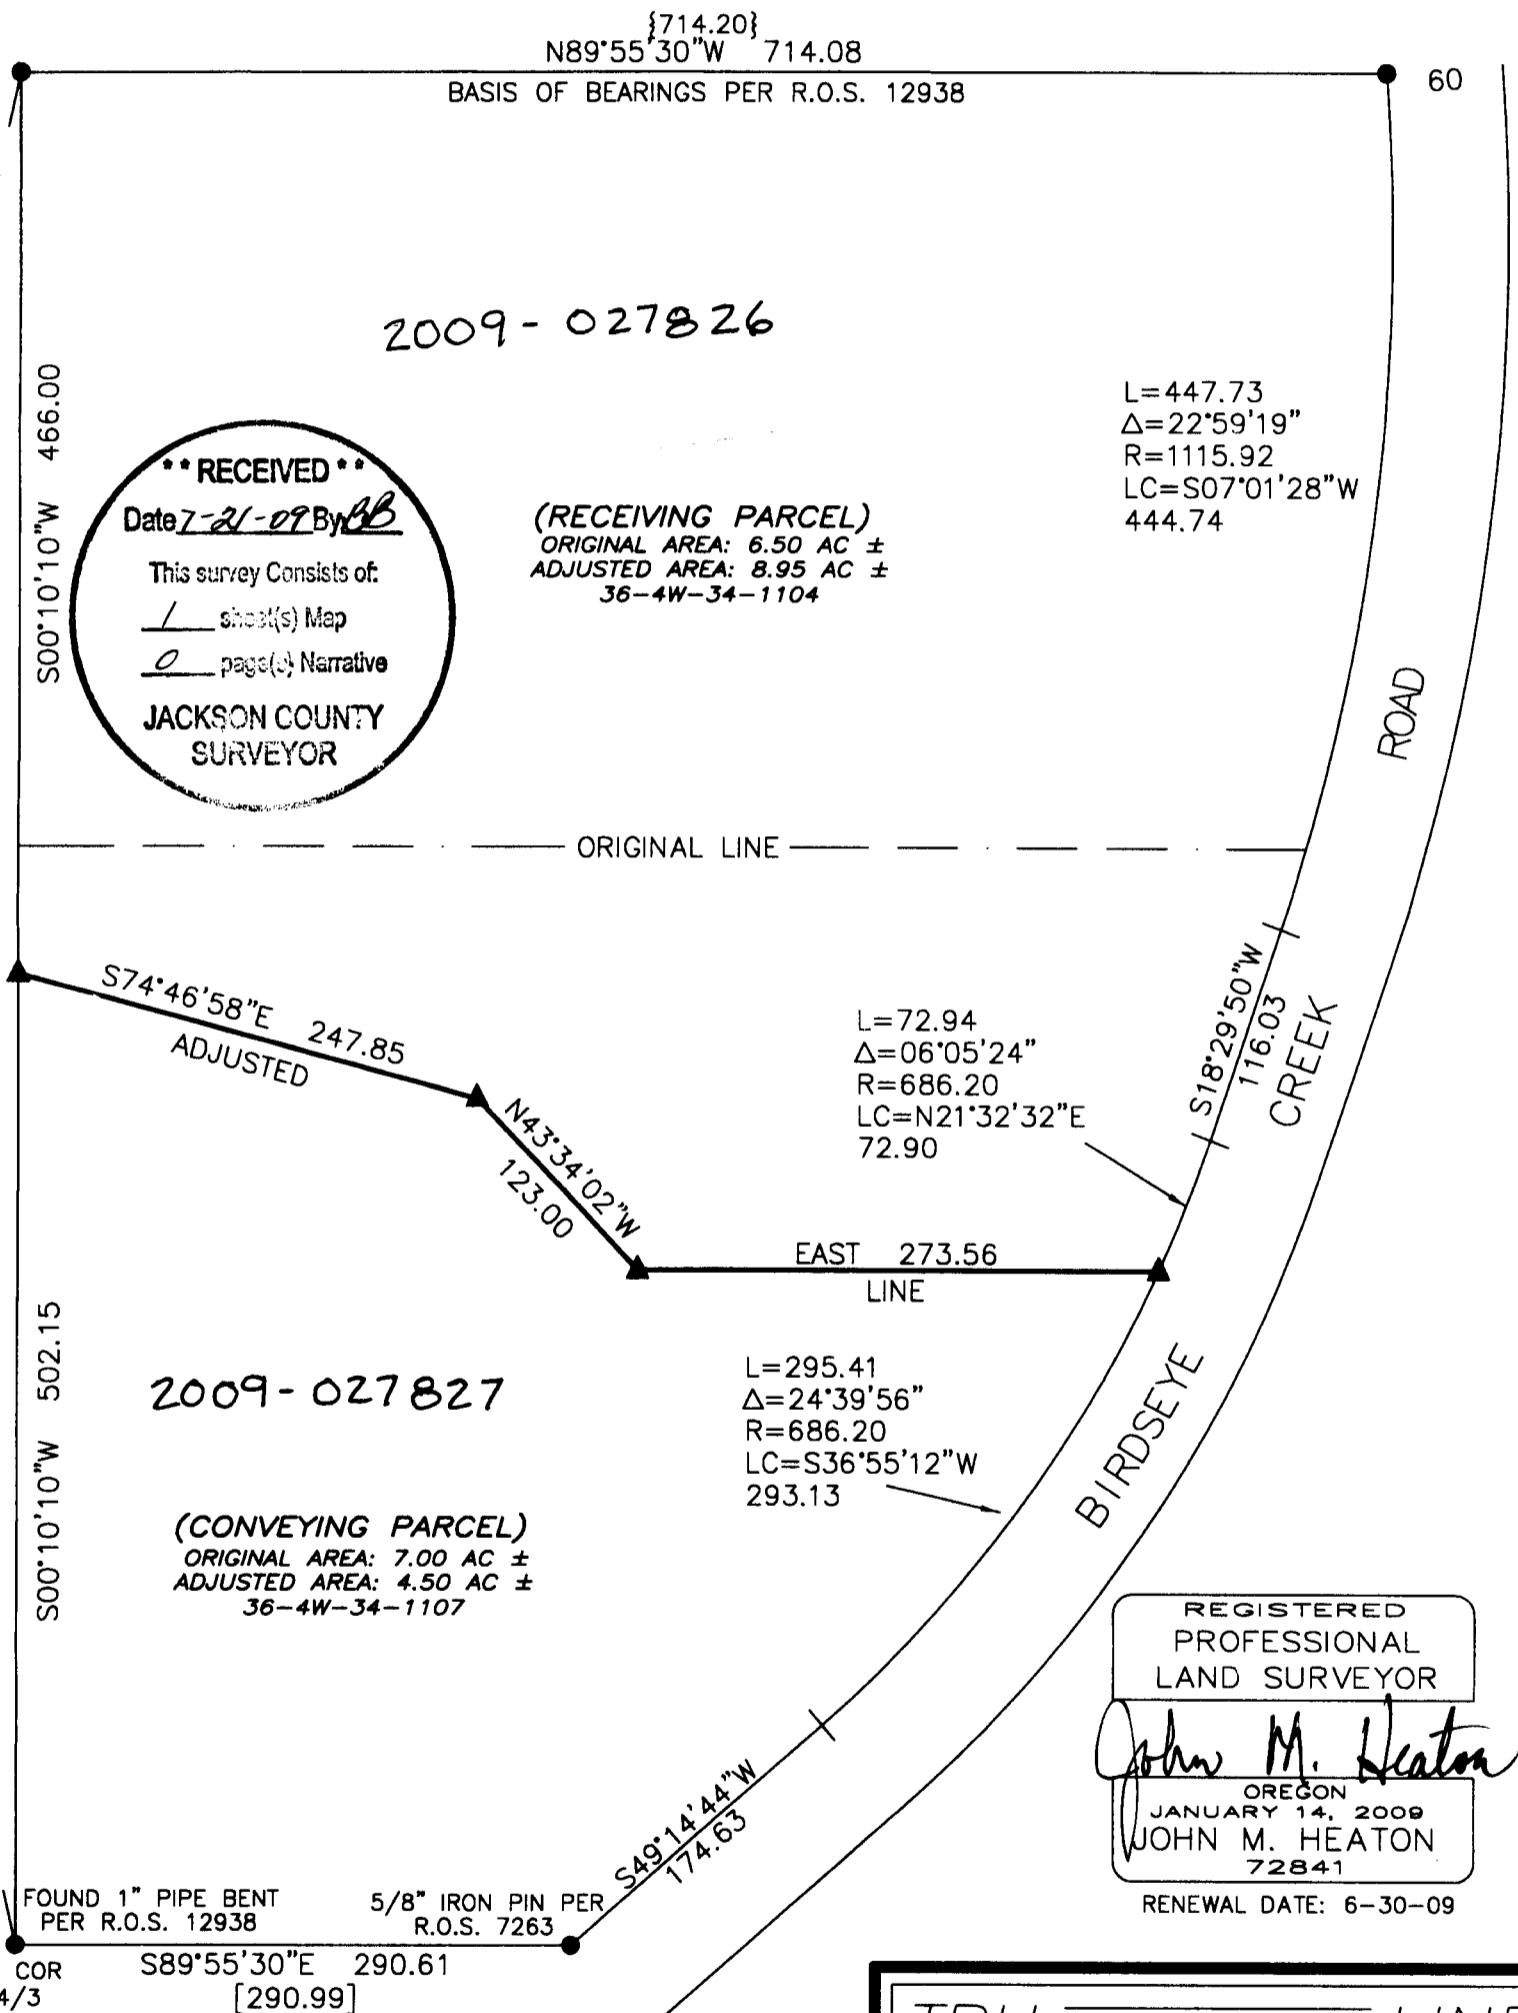 {714.20}
N89°55'30"W 714.08
BASIS OF BEARINGS PER R.O.S. 12938
60
2009-027826
S00°10'10"W 466.00
** RECEIVED **
Date 7-21-09 By BB
This survey Consists of:
1 sheet(s) Map
0 page(s) Narrative
JACKSON COUNTY
SURVEYOR
(RECEIVING PARCEL)
ORIGINAL AREA: 6.50 AC ±
ADJUSTED AREA: 8.95 AC ±
36-4W-34-1104
L=447.73
Δ=22°59'19"
R=1115.92
LC=S07°01'28"W
444.74
ROAD
ORIGINAL LINE
S74°46'58"E 247.85
ADJUSTED
N43°34'02"W
123.00
L=72.94
Δ=06°05'24"
R=686.20
LC=N21°32'32"E
72.90
S18°29'50"W
116.03
CREEK
EAST 273.56
LINE
S00°10'10"W 502.15
2009-027827
L=295.41
Δ=24°39'56"
R=686.20
LC=S36°55'12"W
293.13
BIRDSEYE
(CONVEYING PARCEL)
ORIGINAL AREA: 7.00 AC ±
ADJUSTED AREA: 4.50 AC ±
36-4W-34-1107
REGISTERED
PROFESSIONAL
LAND SURVEYOR
John M. Heaton
OREGON
JANUARY 14, 2009
JOHN M. HEATON
72841
RENEWAL DATE: 6-30-09
S49°14'44"W
174.63
FOUND 1" PIPE BENT
PER R.O.S. 12938
5/8" IRON PIN PER
R.O.S. 7263
S89°55'30"E 290.61
[290.99]
COR
4/3